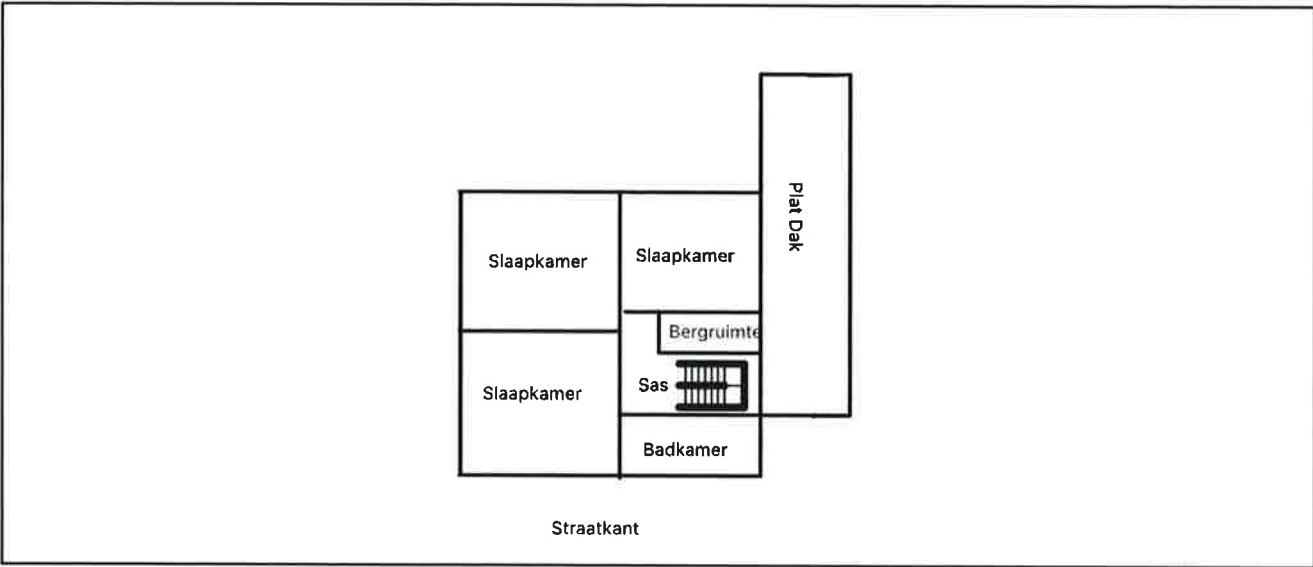 Plat Dak
Slaapkamer
Slaapkamer
Bergruimte
Slaapkamer
Sas
Badkamer
Straatkant